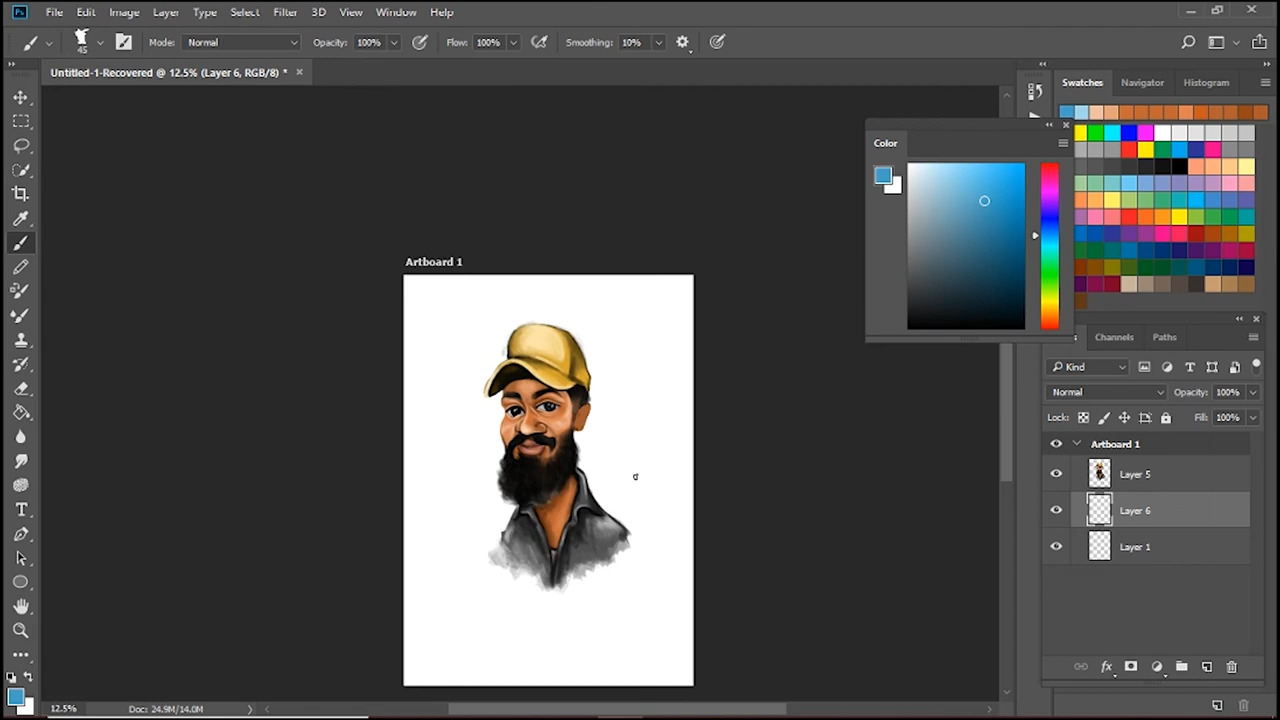 Ps File Edit Image Layer Type Select Filter 3D View Window Help
45 Mode: Normal Opacity: 100% Flow: 100% Smoothing: 10%
Untitled-1-Recovered @ 12.5% (Layer 6, RGB/8) *
Swatches Navigator Histogram
Color
Artboard 1
Channels Paths
Kind
Normal Opacity: 100%
Lock: Fill: 100%
Artboard 1
Layer 5
Layer 6
Layer 1
fx
12.5% Doc: 24.9M/14.0M